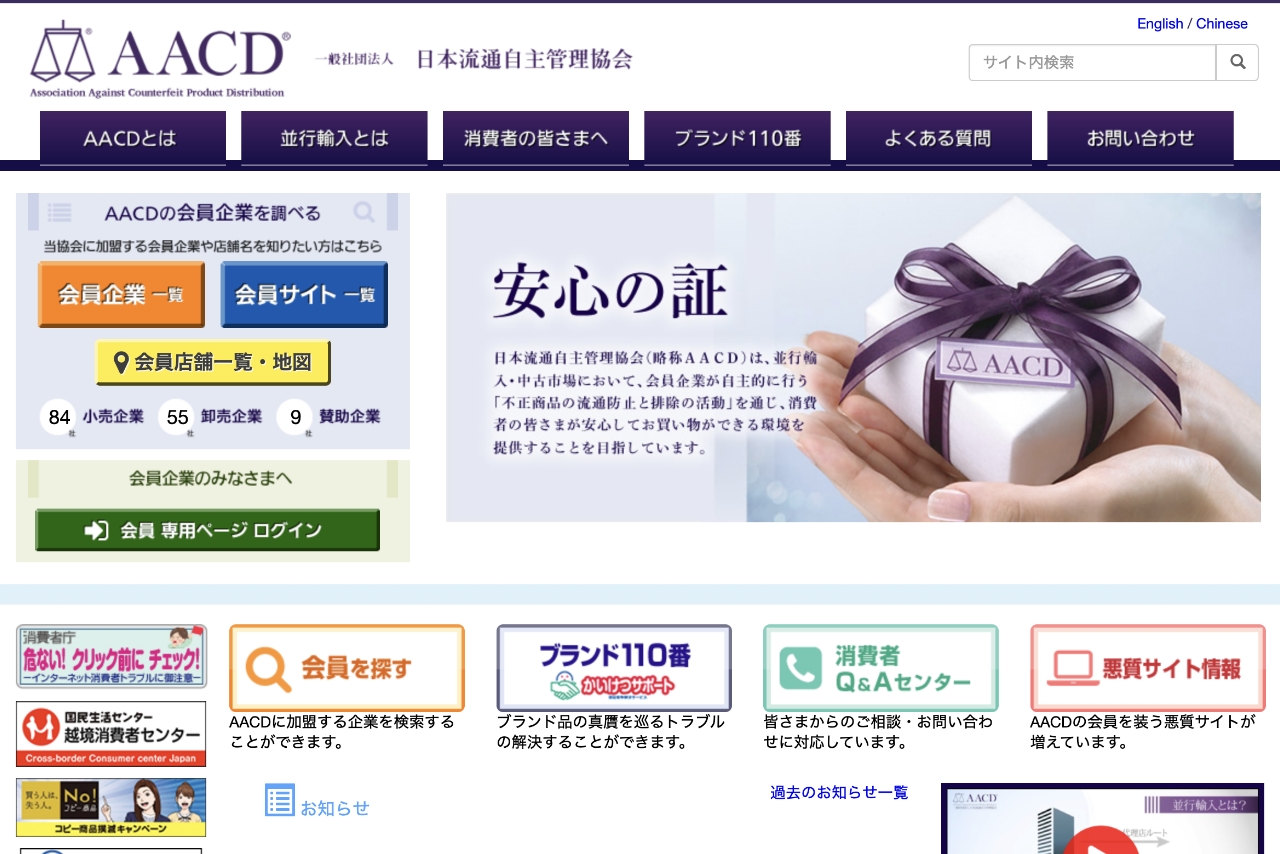 English / Chinese
AACD®
Association Against Counterfeit Product Distribution
一般社団法人 日本流通自主管理協会
サイト内検索
AACDとは
並行輸入とは
消費者の皆さまへ
ブランド110番
よくある質問
お問い合わせ
AACDの会員企業を調べる
当協会に加盟する会員企業や店舗名を知りたい方はこちら
会員企業 一覧
会員サイト 一覧
会員店舗一覧・地図
84社 小売企業 55社 卸売企業 9社 賛助企業
会員企業のみなさまへ
会員 専用ページ ログイン
安心の証
日本流通自主管理協会(略称AACD)は、並行輸
入・中古市場において、会員企業が自主的に行う
「不正商品の流通防止と排除の活動」を通じ、消費
者の皆さまが安心してお買い物ができる環境を
提供することを目指しています。
AACD
消費者庁
危ない! クリック前に チェック!
ーインターネット消費者トラブルに御注意ー
国民生活センター
越境消費者センター
Cross-border Consumer center Japan
買う人は、
失う人。
No!
コピー商品
コピー商品撲滅キャンペーン
会員を探す
AACDに加盟する企業を検索する
ことができます。
ブランド110番
かいけつサポート
ブランド品の真贋を巡るトラブル
の解決することができます。
消費者
Q&Aセンター
皆さまからのご相談・お問い合わ
せに対応しています。
悪質サイト情報
AACDの会員を装う悪質サイトが
増えています。
お知らせ
過去のお知らせ一覧
AACD
並行輸入とは?
代理店ルート